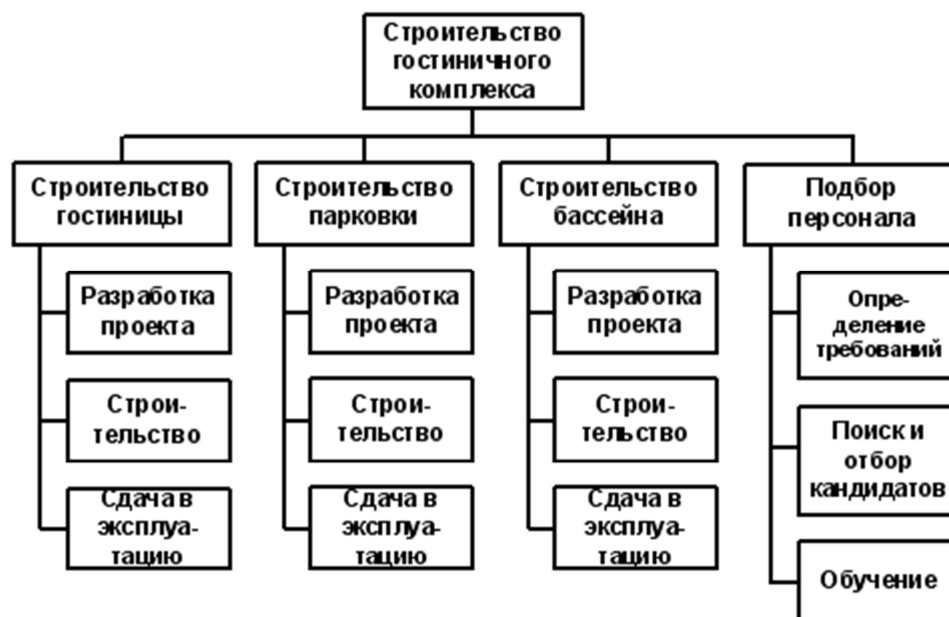 Строительство
гостиничного
комплекса
Строительство
гостиницы
Разработка
проекта
Строи-
тельство
Сдача в
эксплуа-
тацию
Строительство
парковки
Разработка
проекта
Строи-
тельство
Сдача в
эксплуа-
тацию
Строительство
бассейна
Разработка
проекта
Строи-
тельство
Сдача в
эксплуа-
тацию
Подбор
персонала
Опре-
деление
требований
Поиск и
отбор
кандидатов
Обучение